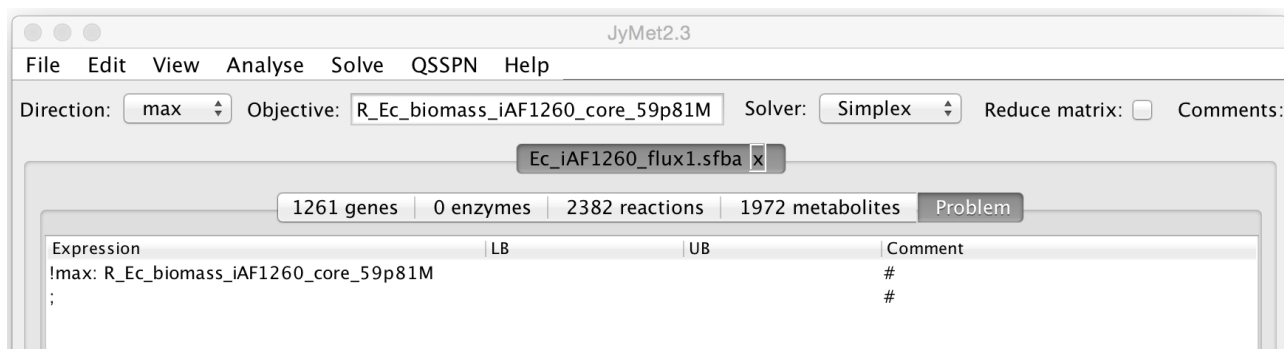 JyMet2.3
File Edit View Analyse Solve QSSPN Help
Direction: max Objective: R_Ec_biomass_iAF1260_core_59p81M Solver: Simplex Reduce matrix: Comments:
Ec_iAF1260_flux1.sfba x
1261 genes 0 enzymes 2382 reactions 1972 metabolites Problem
Expression LB UB Comment
!max: R_Ec_biomass_iAF1260_core_59p81M #
; #